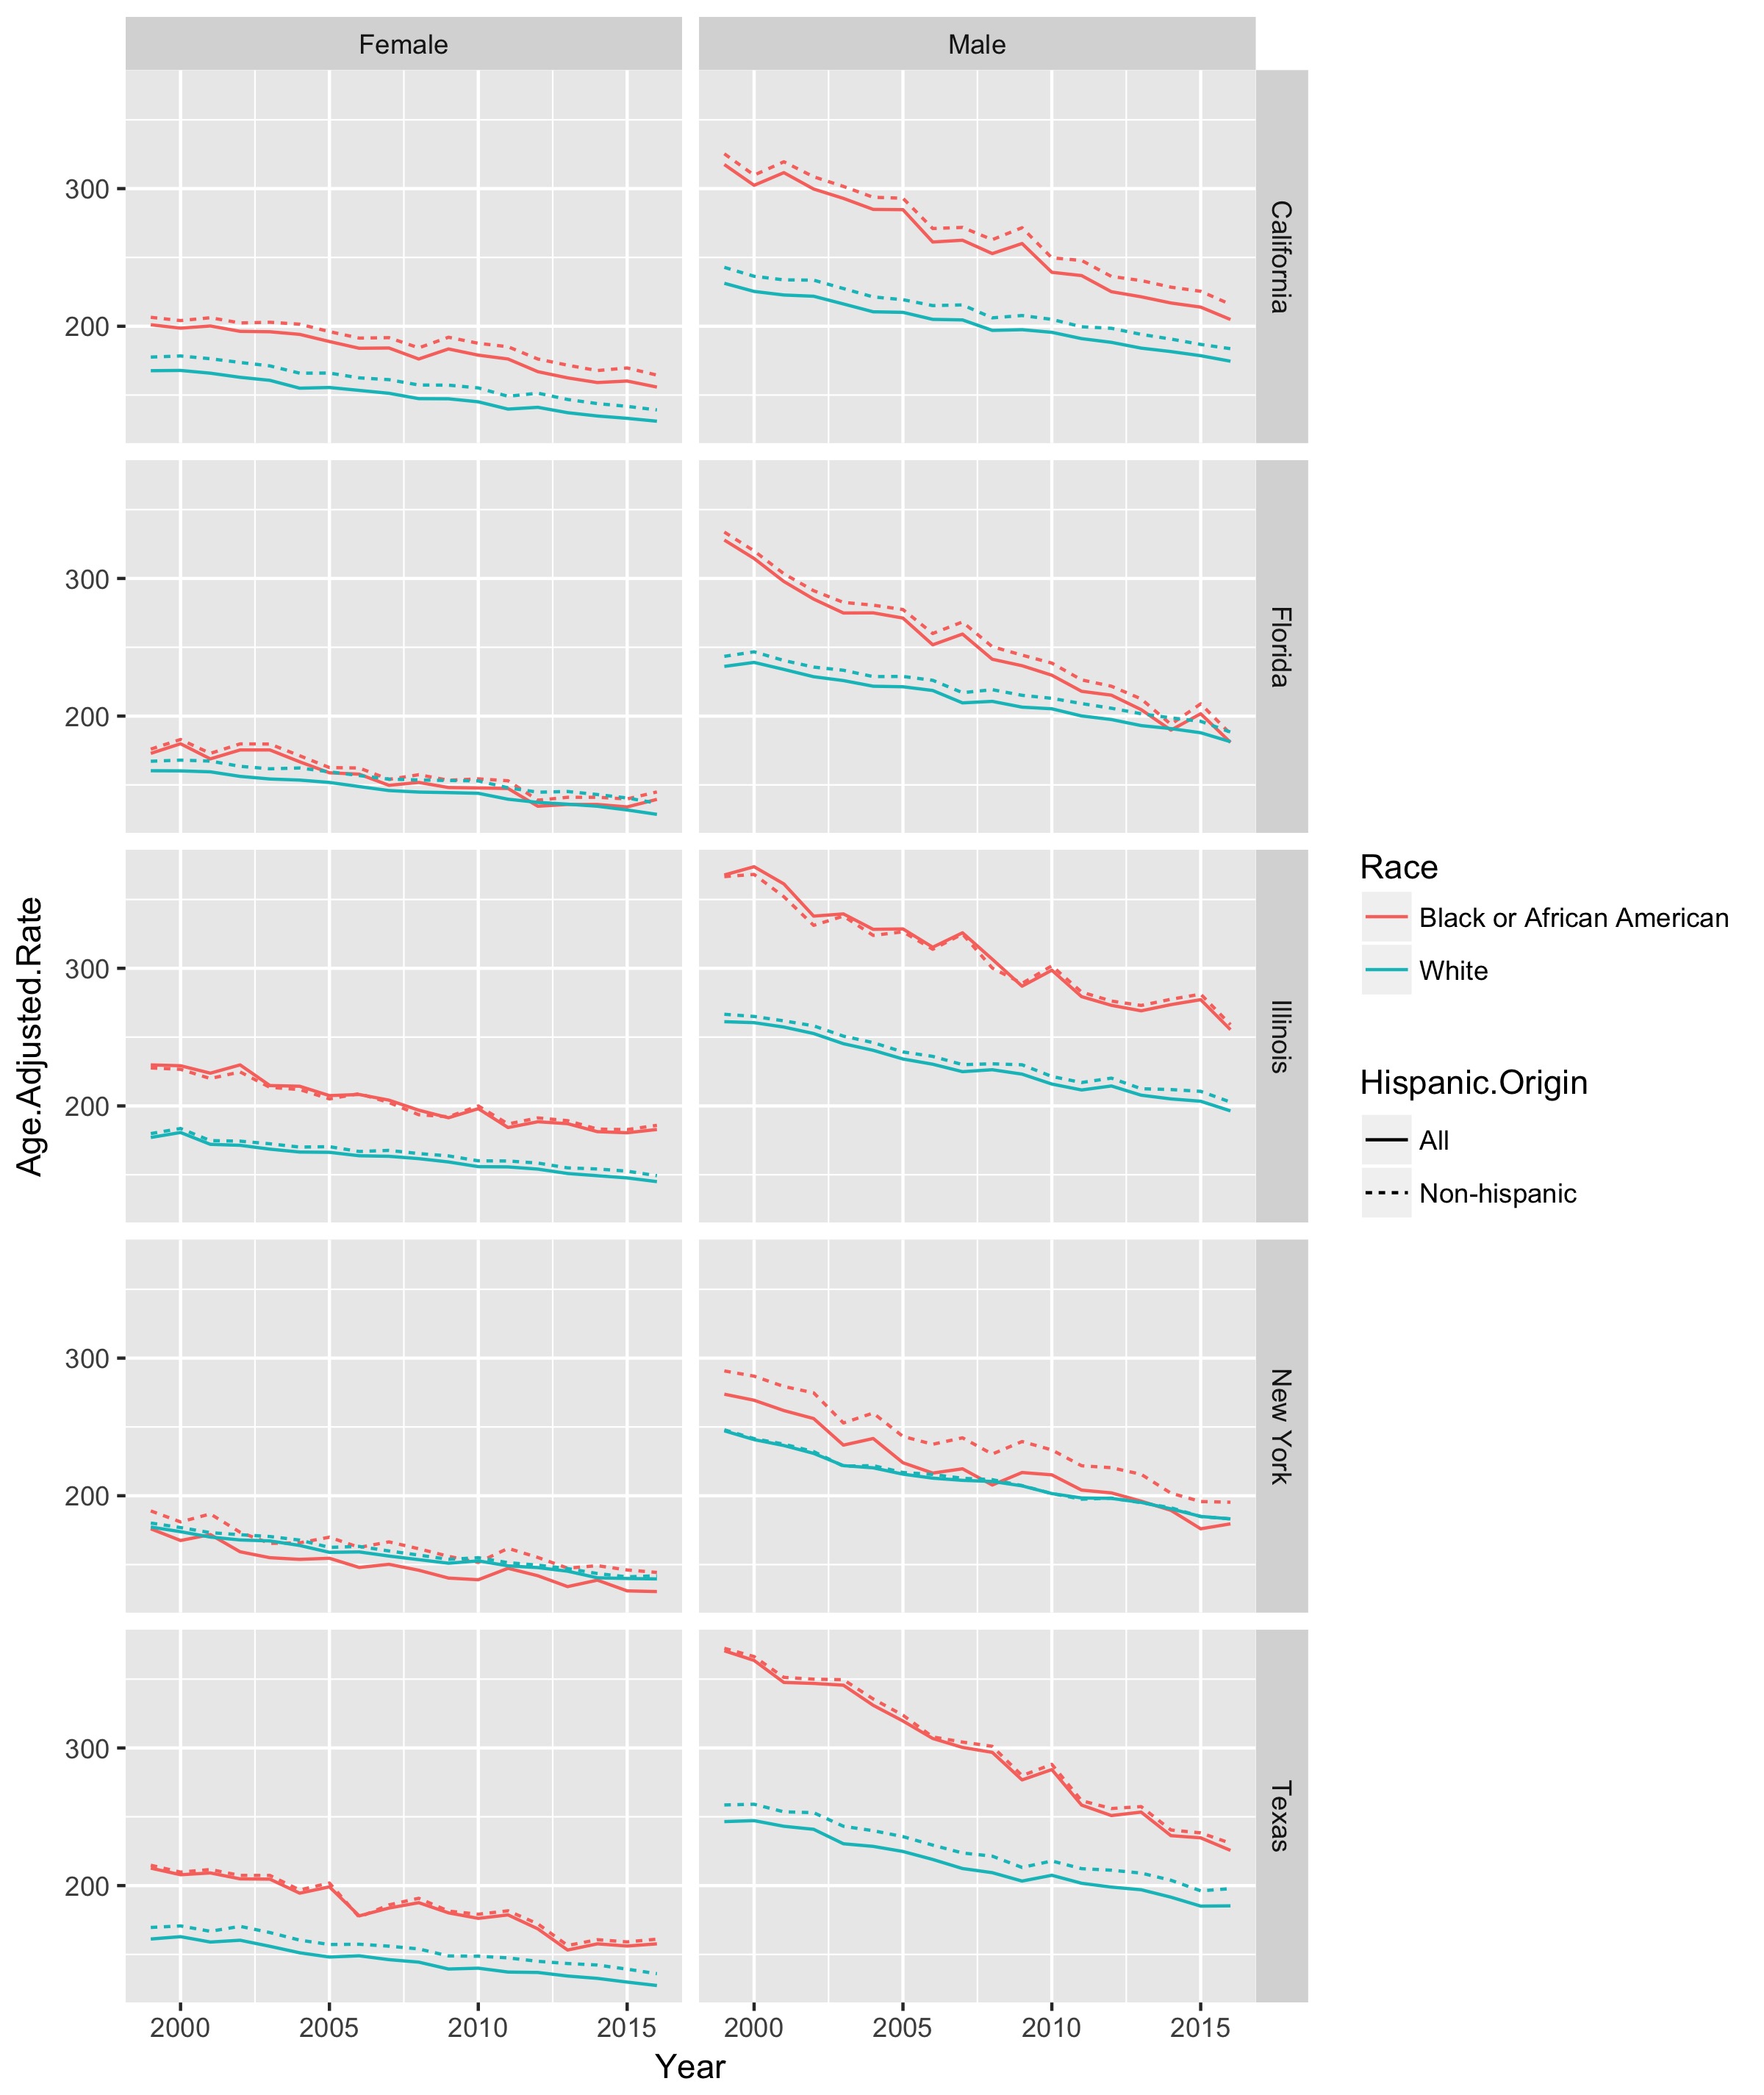 Female
Male
300
200
California
300
200
Florida
300
200
Illinois
300
200
New York
300
200
Texas
2000
2005
2010
2015
2000
2005
2010
2015
Year
Age.Adjusted.Rate
Race
Black or African American
White
Hispanic.Origin
All
Non-hispanic